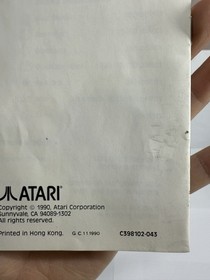 ATARI
Copyright © 1990, Atari Corporation
Sunnyvale, CA 94089-1302
All rights reserved.
Printed in Hong Kong. G C 11 1990 C398102-043